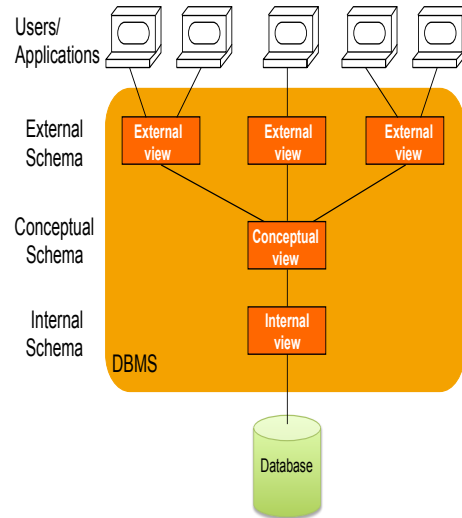 Users/
Applications
External
Schema
External
view
External
view
External
view
Conceptual
Schema
Conceptual
view
Internal
Schema
Internal
view
DBMS
Database